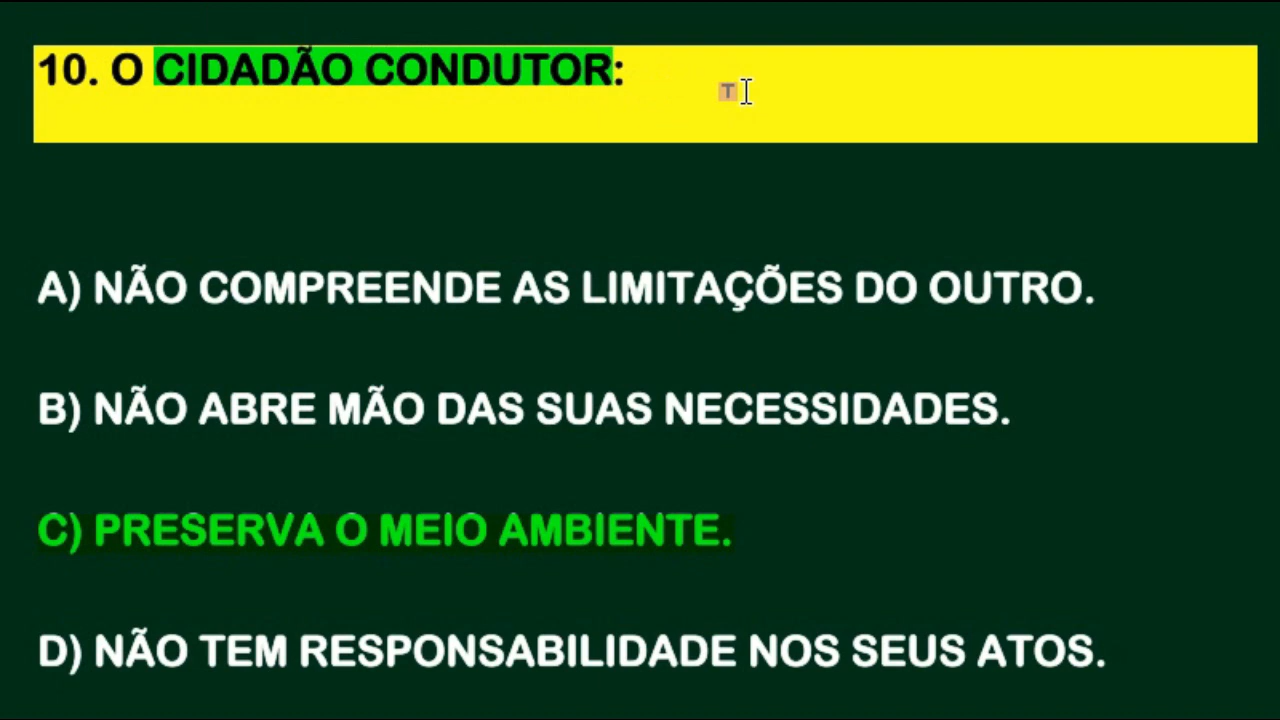 10. O CIDADÃO CONDUTOR:
T
A) NÃO COMPREENDE AS LIMITAÇÕES DO OUTRO.
B) NÃO ABRE MÃO DAS SUAS NECESSIDADES.
C) PRESERVA O MEIO AMBIENTE.
D) NÃO TEM RESPONSABILIDADE NOS SEUS ATOS.